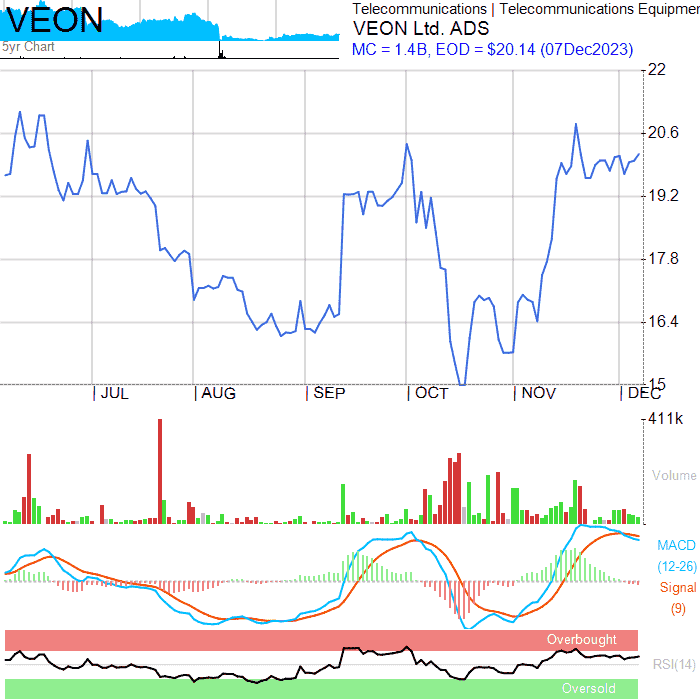 VEON
5yr Chart
Telecommunications | Telecommunications Equipmen
VEON Ltd. ADS
MC = 1.4B, EOD = $20.14 (07Dec2023)
22
20.6
19.2
17.8
16.4
15
JUL
AUG
SEP
OCT
NOV
DEC
411k
Volume
MACD
(12-26)
Signal
(9)
Overbought
RSI(14)
Oversold